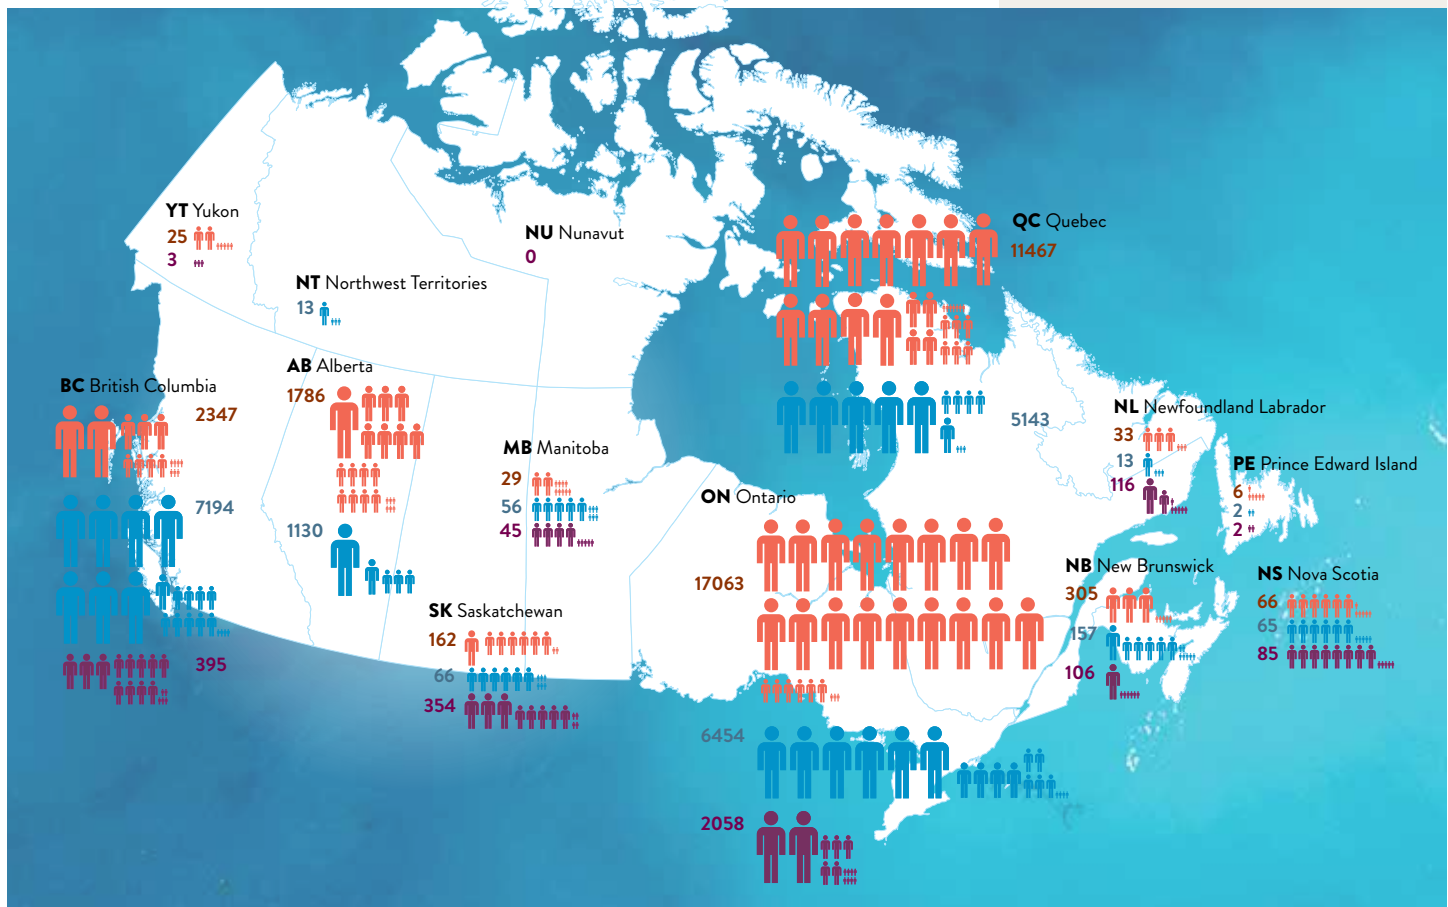 YT Yukon
25
3
NU Nunavut
0
NT Northwest Territories
13
QC Quebec
11467
5143
BC British Columbia
2347
7194
395
AB Alberta
1786
1130
MB Manitoba
29
56
45
SK Saskatchewan
162
66
354
ON Ontario
17063
6454
2058
NL Newfoundland Labrador
33
13
116
PE Prince Edward Island
6
2
2
NB New Brunswick
305
157
106
NS Nova Scotia
66
65
85